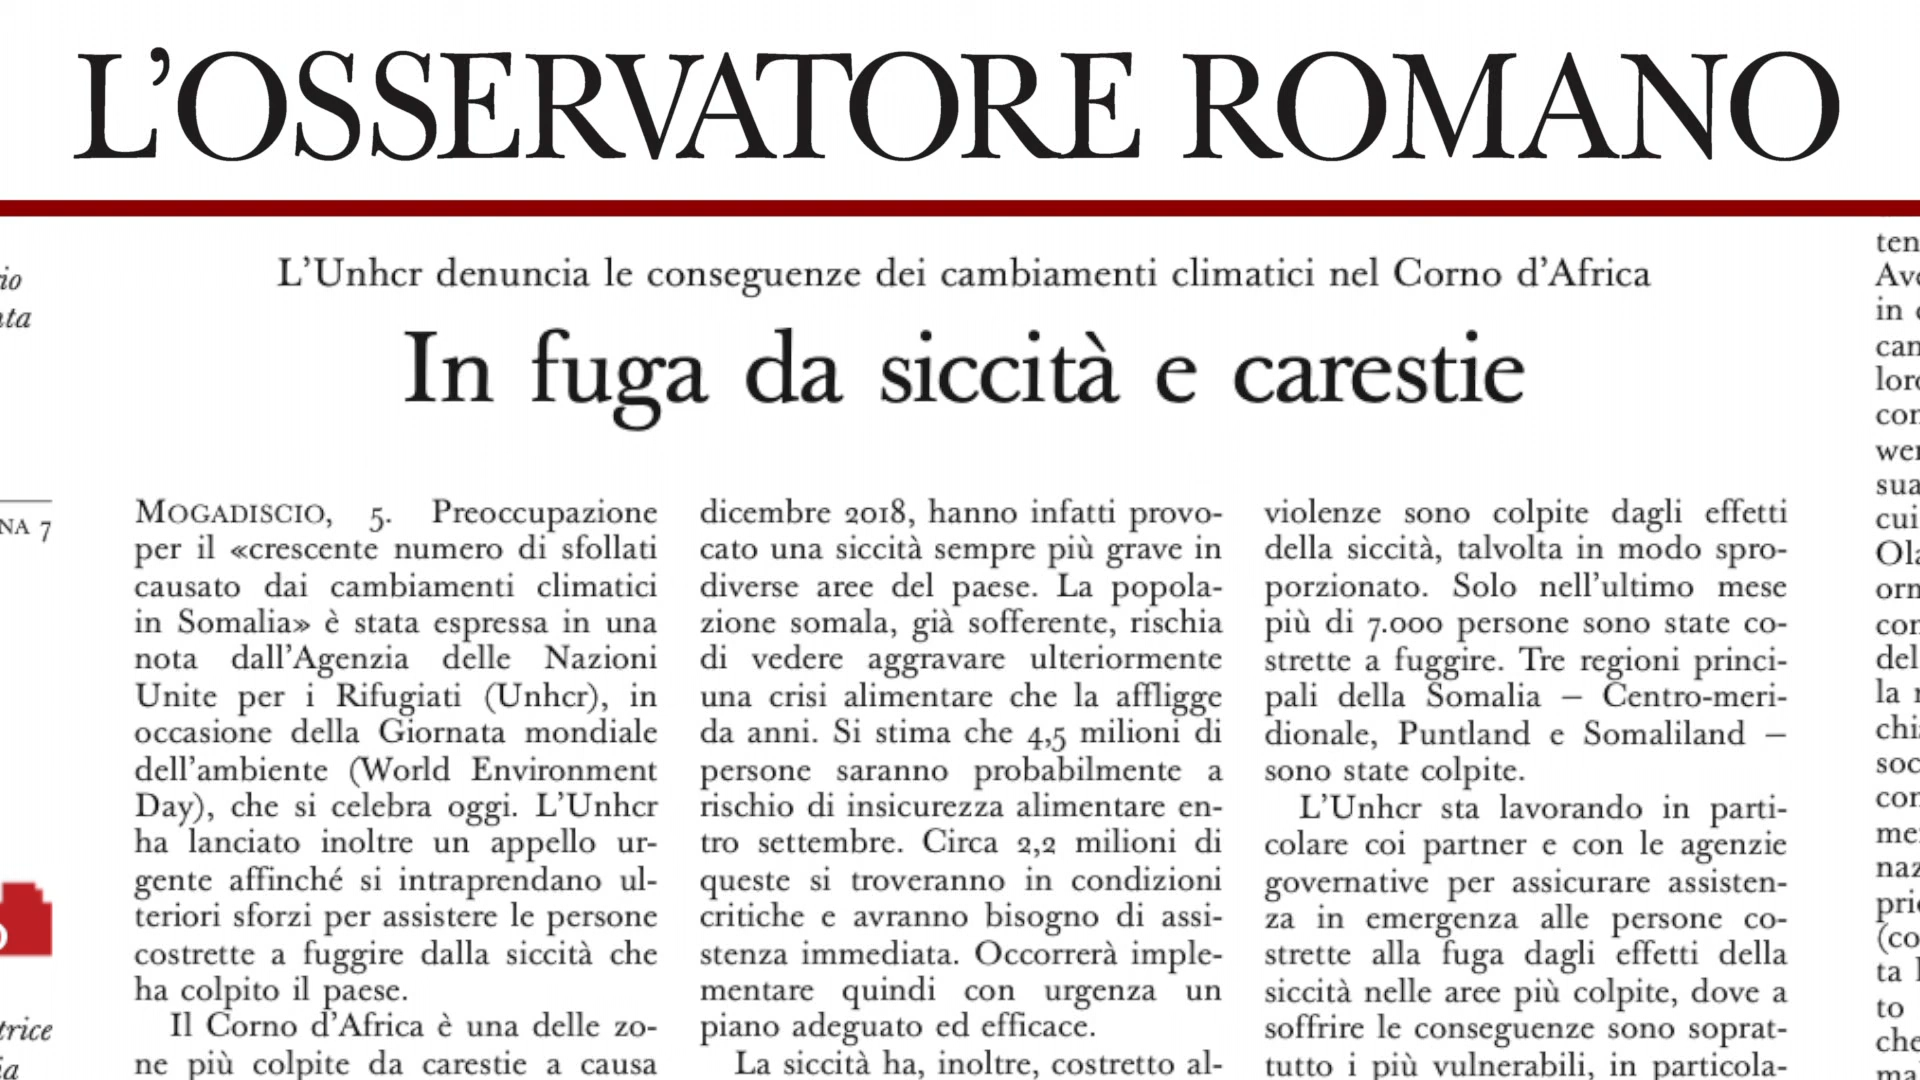 L'OSSERVATORE ROMANO
L'Unhcr denuncia le conseguenze dei cambiamenti climatici nel Corno d'Africa
In fuga da siccità e carestie
NA 7
MOGADISCIO, 5. Preoccupazione
per il «crescente numero di sfollati
causato dai cambiamenti climatici
in Somalia» è stata espressa in una
nota dall'Agenzia delle Nazioni
Unite per i Rifugiati (Unhcr), in
occasione della Giornata mondiale
dell'ambiente (World Environment
Day), che si celebra oggi. L'Unhcr
ha lanciato inoltre un appello ur-
gente affinché si intraprendano ul-
teriori sforzi per assistere le persone
costrette a fuggire dalla siccità che
ha colpito il paese.
Il Corno d'Africa è una delle zo-
ne più colpite da carestie a causa
dicembre 2018, hanno infatti provo-
cato una siccità sempre più grave in
diverse aree del paese. La popola-
zione somala, già sofferente, rischia
di vedere aggravare ulteriormente
una crisi alimentare che la affligge
da anni. Si stima che 4,5 milioni di
persone saranno probabilmente a
rischio di insicurezza alimentare en-
tro settembre. Circa 2,2 milioni di
queste si troveranno in condizioni
critiche e avranno bisogno di assi-
stenza immediata. Occorrerà imple-
mentare quindi con urgenza un
piano adeguato ed efficace.
La siccità ha, inoltre, costretto al-
violenze sono colpite dagli effetti
della siccità, talvolta in modo spro-
porzionato. Solo nell'ultimo mese
più di 7.000 persone sono state co-
strette a fuggire. Tre regioni princi-
pali della Somalia – Centro-meri-
dionale, Puntland e Somaliland –
sono state colpite.
L'Unhcr sta lavorando in parti-
colare coi partner e con le agenzie
governative per assicurare assisten-
za in emergenza alle persone co-
strette alla fuga dagli effetti della
siccità nelle aree più colpite, dove a
soffrire le conseguenze sono soprat-
tutto i più vulnerabili, in particola-